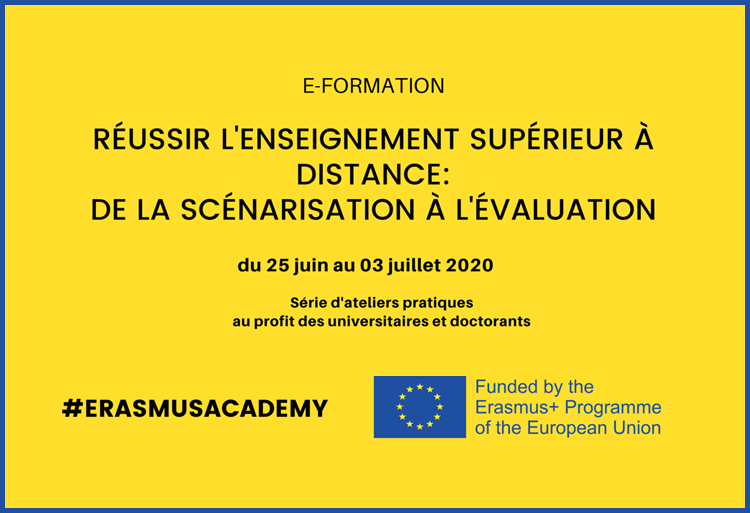 E-FORMATION
RÉUSSIR L'ENSEIGNEMENT SUPÉRIEUR À
DISTANCE:
DE LA SCÉNARISATION À L'ÉVALUATION
du 25 juin au 03 juillet 2020
Série d'ateliers pratiques
au profit des universitaires et doctorants
#ERASMUSACADEMY
Funded by the
Erasmus+ Programme
of the European Union